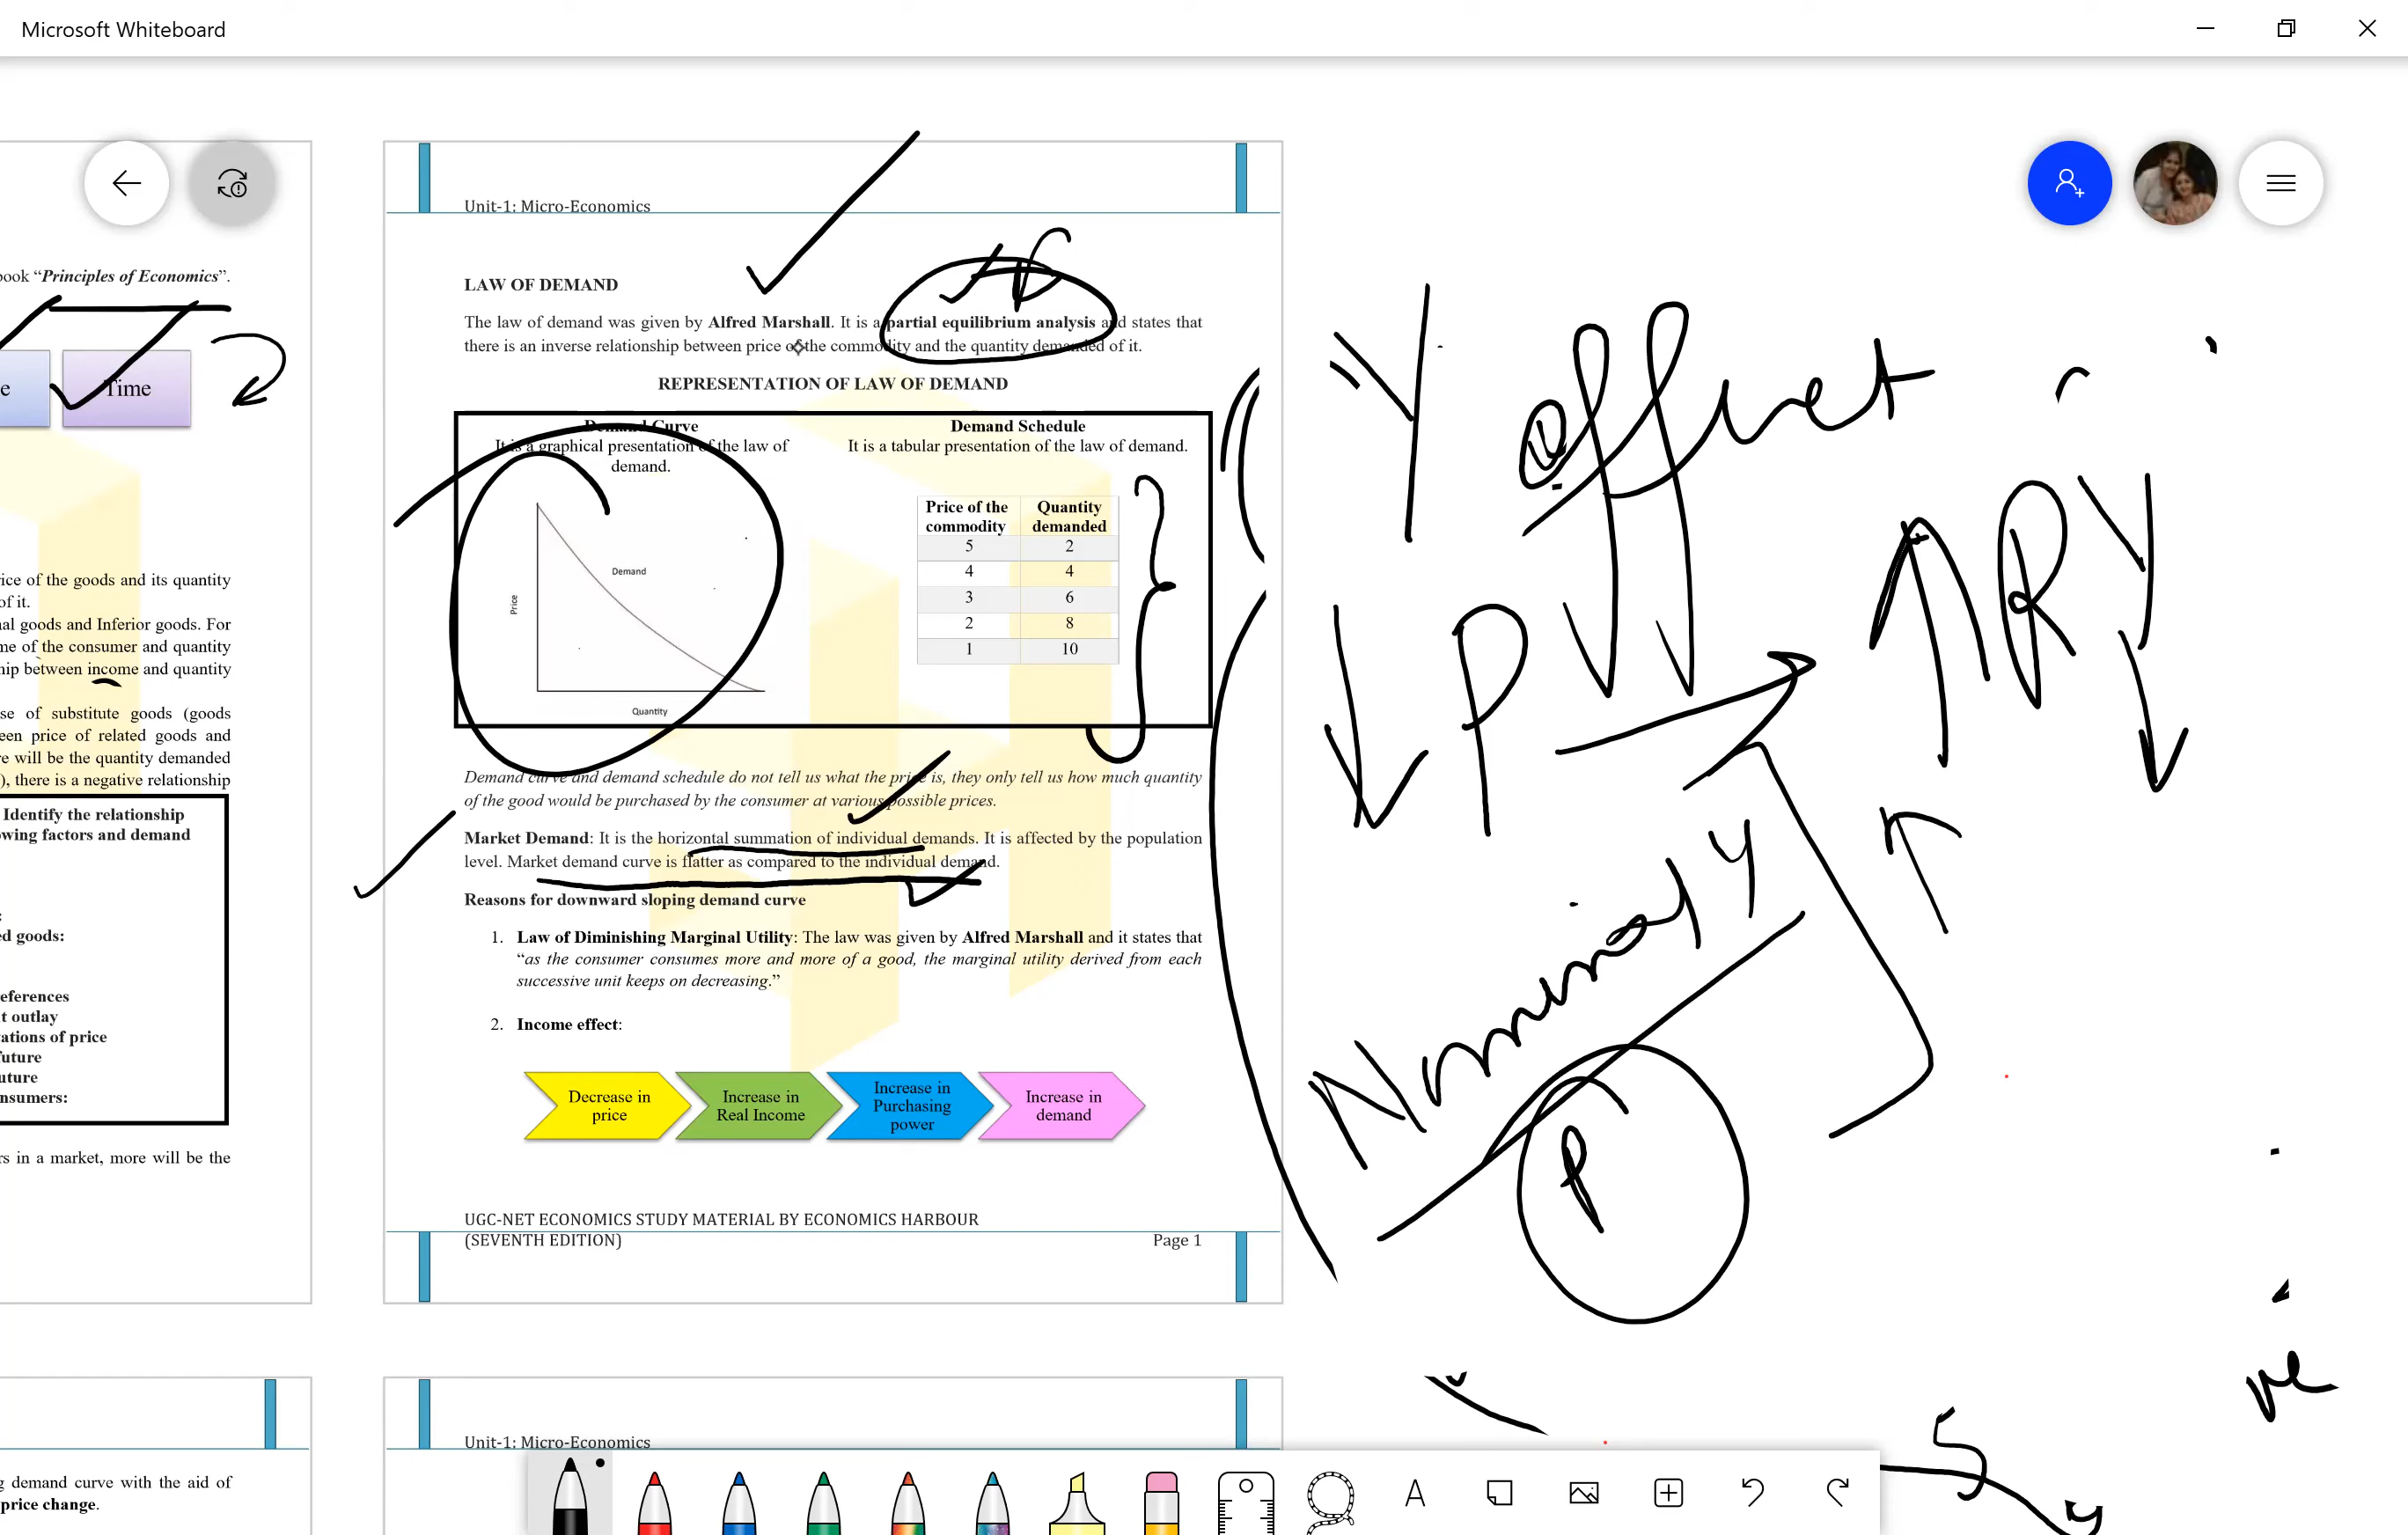 Microsoft Whiteboard
book “Principles of Economics”.
e
Time
rice of the goods and its quantity
of it.
nal goods and Inferior goods. For
me of the consumer and quantity
hip between income and quantity
se of substitute goods (goods
een price of related goods and
e will be the quantity demanded
), there is a negative relationship
Identify the relationship
owing factors and demand
:
ed goods:
eferences
t outlay
tations of price
future
uture
nsumers:
rs in a market, more will be the
g demand curve with the aid of
price change.
Unit-1: Micro-Economics
LAW OF DEMAND
The law of demand was given by Alfred Marshall. It is a partial equilibrium analysis and states that
there is an inverse relationship between price of the commodity and the quantity demanded of it.
REPRESENTATION OF LAW OF DEMAND
Demand Curve
It is a graphical presentation of the law of
demand.
Price
Demand
Quantity
Demand Schedule
It is a tabular presentation of the law of demand.
Price of the commodity Quantity demanded
5 2
4 4
3 6
2 8
1 10
Demand curve and demand schedule do not tell us what the price is, they only tell us how much quantity
of the good would be purchased by the consumer at various possible prices.
Market Demand: It is the horizontal summation of individual demands. It is affected by the population
level. Market demand curve is flatter as compared to the individual demand.
Reasons for downward sloping demand curve
1. Law of Diminishing Marginal Utility: The law was given by Alfred Marshall and it states that
“as the consumer consumes more and more of a good, the marginal utility derived from each
successive unit keeps on decreasing.”
2. Income effect:
Decrease in price
Increase in Real Income
Increase in Purchasing power
Increase in demand
UGC-NET ECONOMICS STUDY MATERIAL BY ECONOMICS HARBOUR
(SEVENTH EDITION)
Page 1
Unit-1: Micro-Economics
Y effect
↓ P → ↑ RY ↓
Nominal Y
P
↑